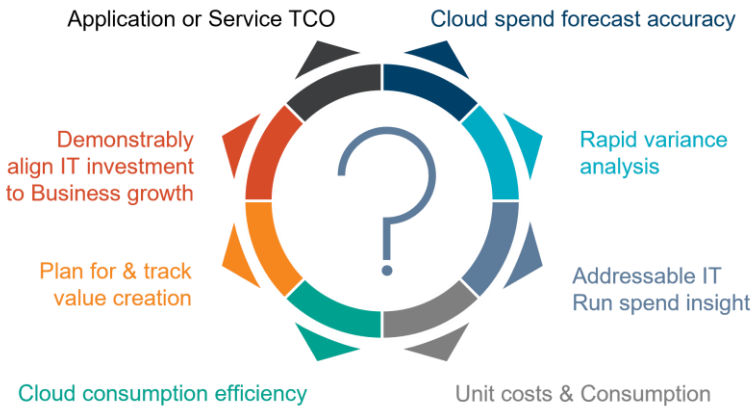 Application or Service TCO
Cloud spend forecast accuracy
Demonstrably
align IT investment
to Business growth
Rapid variance
analysis
?
Plan for & track
value creation
Addressable IT
Run spend insight
Cloud consumption efficiency
Unit costs & Consumption